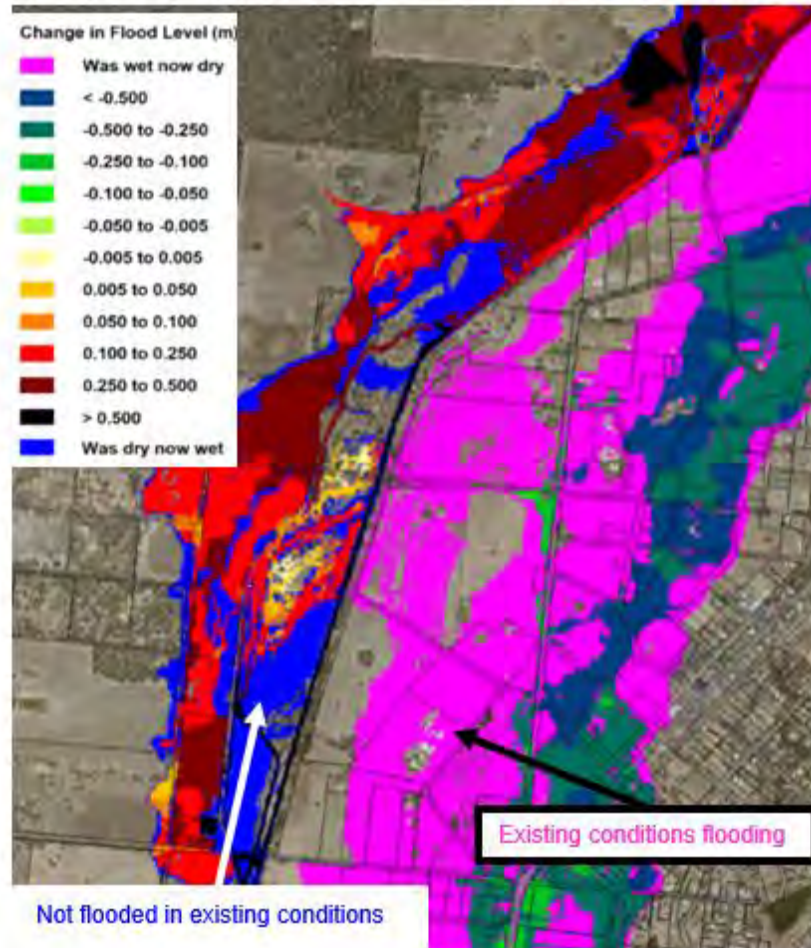 Change in Flood Level (m)
Was wet now dry
< -0.500
-0.500 to -0.250
-0.250 to -0.100
-0.100 to -0.050
-0.050 to -0.005
-0.005 to 0.005
0.005 to 0.050
0.050 to 0.100
0.100 to 0.250
0.250 to 0.500
> 0.500
Was dry now wet
Existing conditions flooding
Not flooded in existing conditions